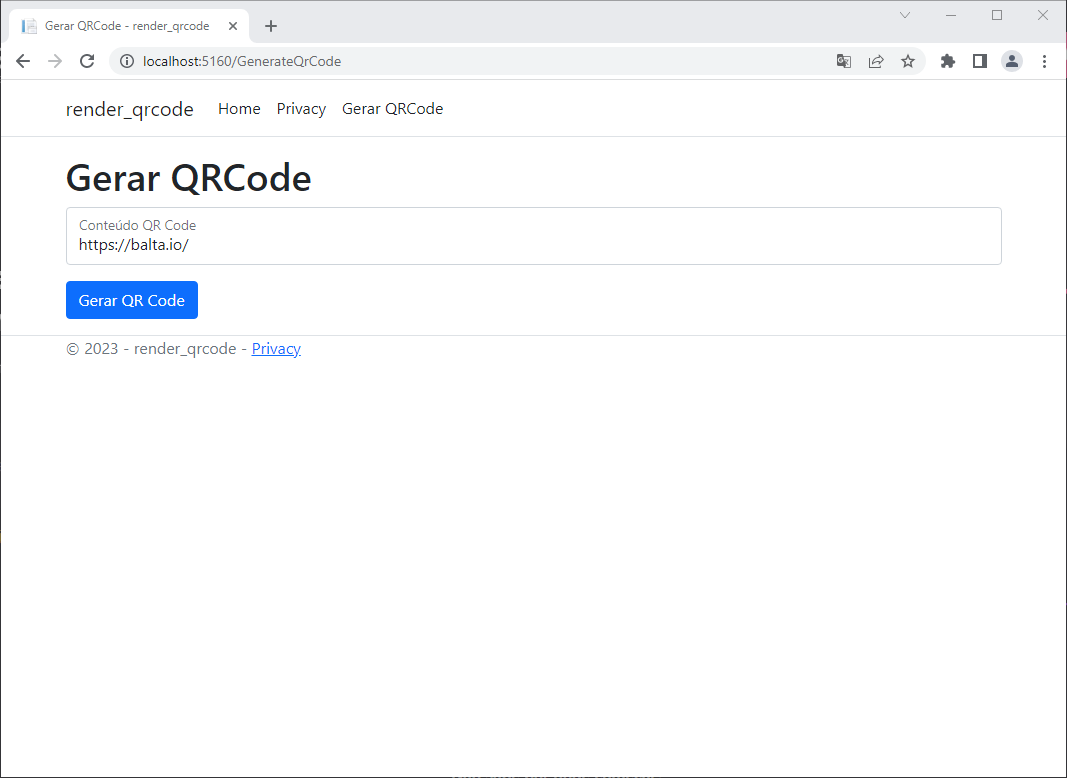 Gerar QRCode - render_qrcode
localhost:5160/GenerateQrCode
render_qrcode Home Privacy Gerar QRCode
Gerar QRCode
Conteúdo QR Code
https://balta.io/
Gerar QR Code
© 2023 - render_qrcode - Privacy